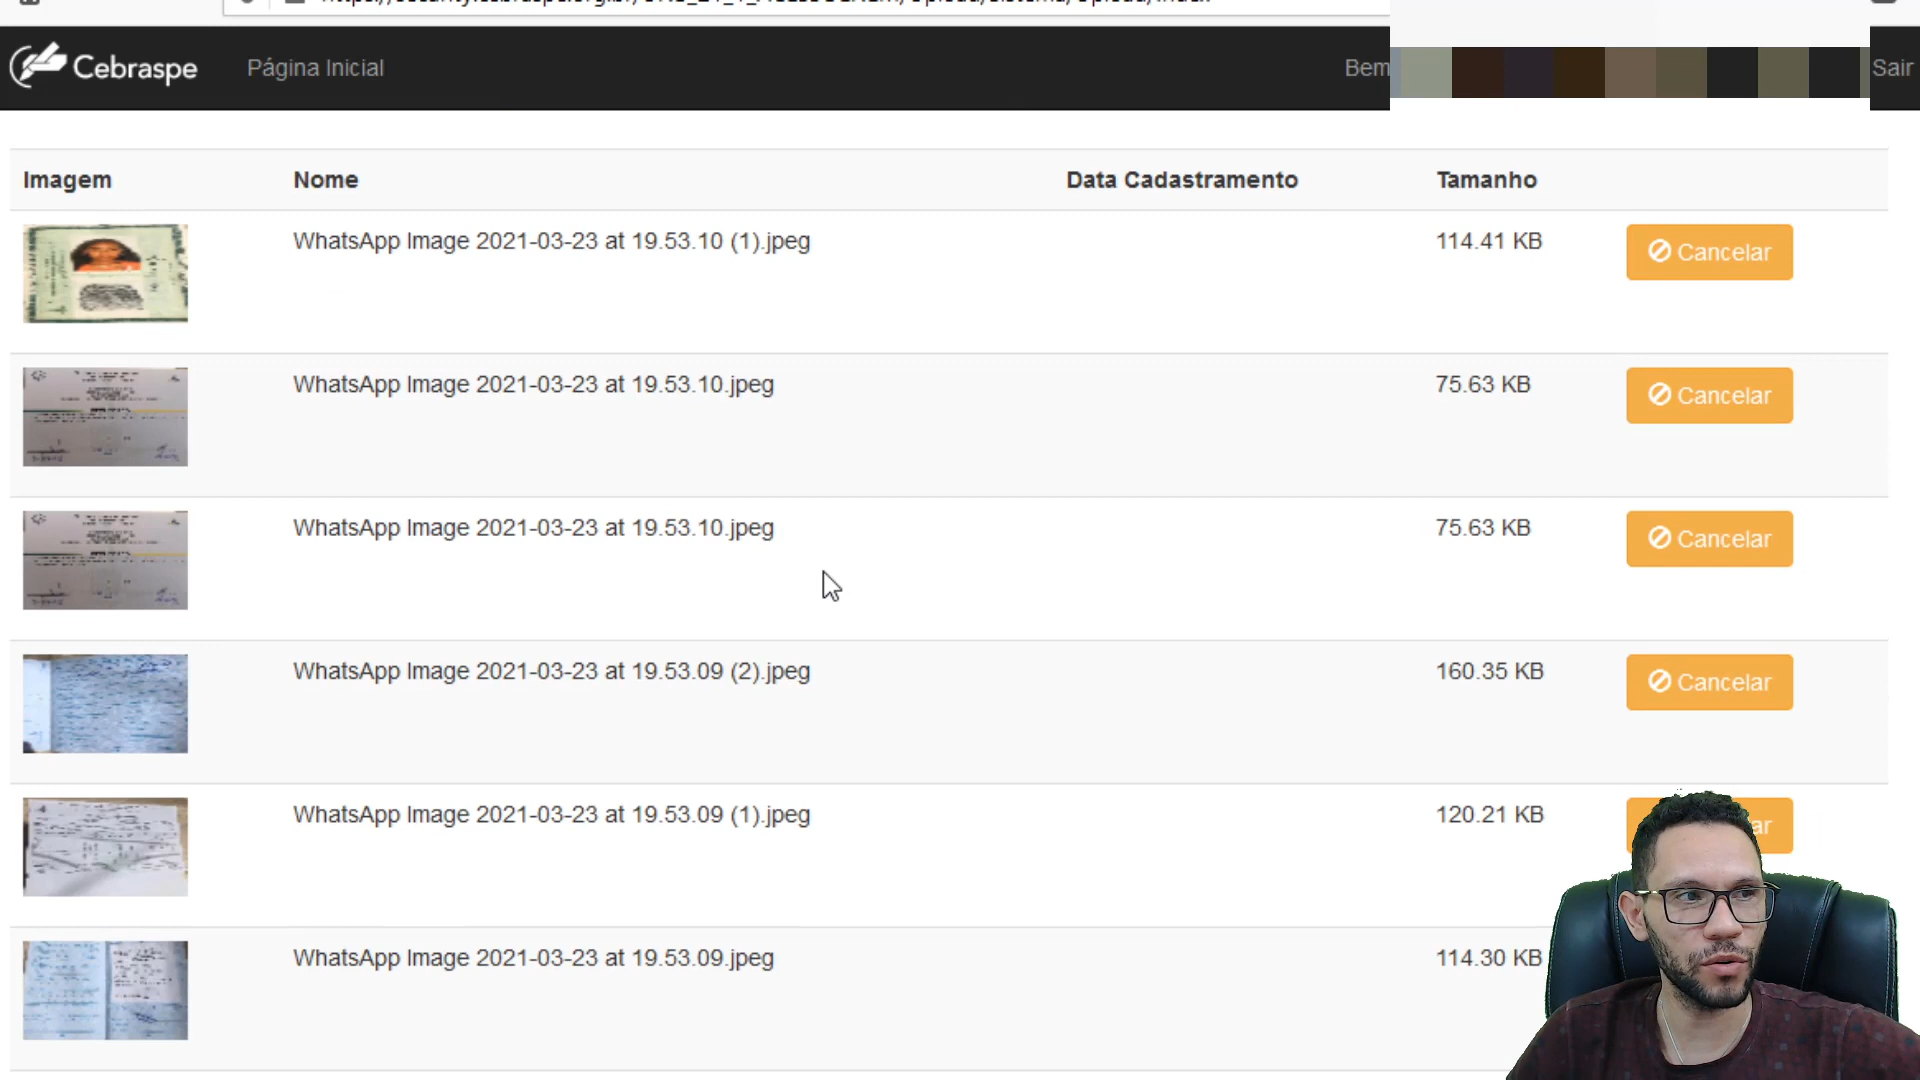 Cebraspe
Página Inicial
Bem
Sair
Imagem Nome Data Cadastramento Tamanho
WhatsApp Image 2021-03-23 at 19.53.10 (1).jpeg 114.41 KB Cancelar
WhatsApp Image 2021-03-23 at 19.53.10.jpeg 75.63 KB Cancelar
WhatsApp Image 2021-03-23 at 19.53.10.jpeg 75.63 KB Cancelar
WhatsApp Image 2021-03-23 at 19.53.09 (2).jpeg 160.35 KB Cancelar
WhatsApp Image 2021-03-23 at 19.53.09 (1).jpeg 120.21 KB ar
WhatsApp Image 2021-03-23 at 19.53.09.jpeg 114.30 KB